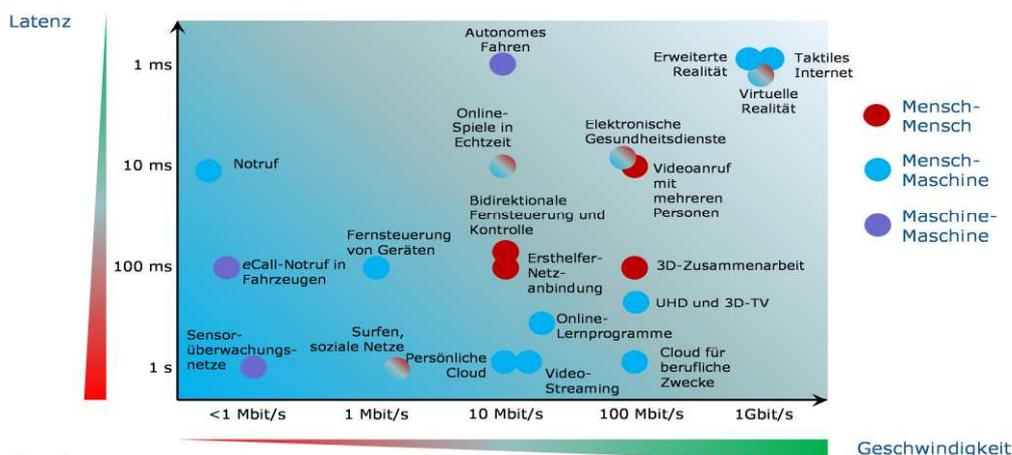 Latenz
1 ms
10 ms
100 ms
1 s
Autonomes
Fahren
Erweiterte
Realität
Taktiles
Internet
Virtuelle
Realität
Online-
Spiele in
Echtzeit
Elektronische
Gesundheitsdienste
Notruf
Videoanruf
mit
mehreren
Personen
Bidirektionale
Fernsteuerung und
Kontrolle
Fernsteuerung
von Geräten
eCall-Notruf in
Fahrzeugen
Ersthelfer-
Netz-
anbindung
3D-Zusammenarbeit
UHD und 3D-TV
Online-
Lernprogramme
Sensor-
überwachungs-
netze
Surfen,
soziale Netze
Persönliche
Cloud
Video-
Streaming
Cloud für
berufliche
Zwecke
<1 Mbit/s
1 Mbit/s
10 Mbit/s
100 Mbit/s
1Gbit/s
Geschwindigkeit
Mensch-
Mensch
Mensch-
Maschine
Maschine-
Maschine